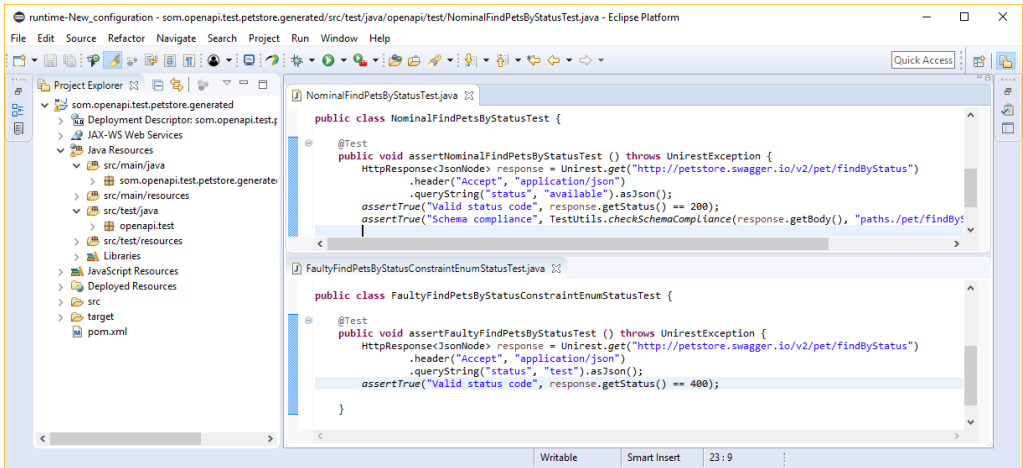 runtime-New_configuration - som.openapi.test.petstore.generated/src/test/java/openapi/test/NominalFindPetsByStatusTest.java - Eclipse Platform
File Edit Source Refactor Navigate Search Project Run Window Help
Quick Access
Project Explorer
som.openapi.test.petstore.generated
Deployment Descriptor: som.openapi.test.p
JAX-WS Web Services
Java Resources
src/main/java
som.openapi.test.petstore.generate
src/main/resources
src/test/java
openapi.test
src/test/resources
Libraries
JavaScript Resources
Deployed Resources
src
target
pom.xml
NominalFindPetsByStatusTest.java
public class NominalFindPetsByStatusTest {
@Test
public void assertNominalFindPetsByStatusTest () throws UnirestException {
HttpResponse<JsonNode> response = Unirest.get("http://petstore.swagger.io/v2/pet/findByStatus")
.header("Accept", "application/json")
.queryString("status", "available").asJson();
assertTrue("Valid status code", response.getStatus() == 200);
assertTrue("Schema compliance", TestUtils.checkSchemaCompliance(response.getBody(), "paths./pet/findByS
FaultyFindPetsByStatusConstraintEnumStatusTest.java
public class FaultyFindPetsByStatusConstraintEnumStatusTest {
@Test
public void assertFaultyFindPetsByStatusTest () throws UnirestException {
HttpResponse<JsonNode> response = Unirest.get("http://petstore.swagger.io/v2/pet/findByStatus")
.header("Accept", "application/json")
.queryString("status", "test").asJson();
assertTrue("Valid status code", response.getStatus() == 400);
}
Writable Smart Insert 23 : 9